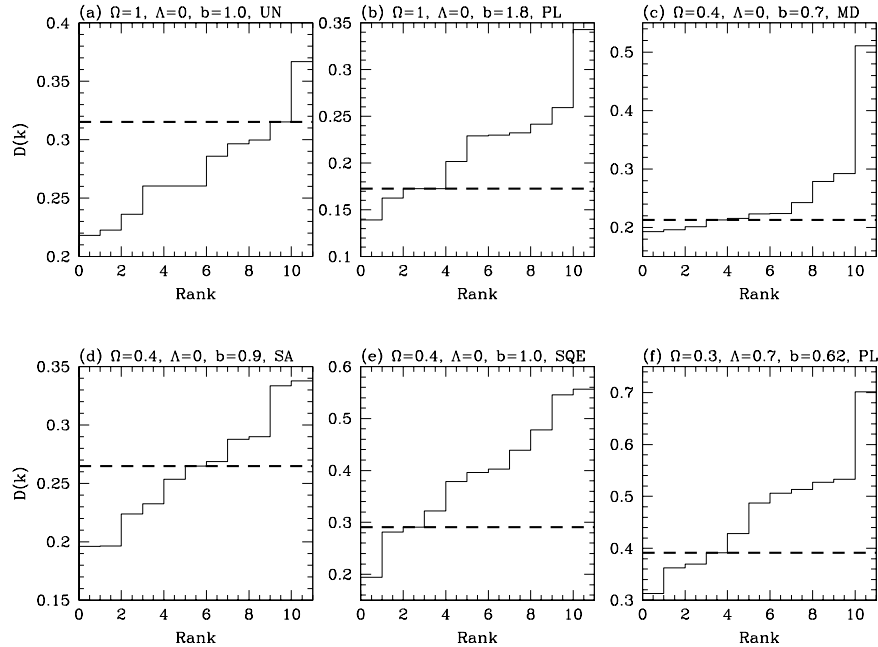 (a) Ω=1, Λ=0, b=1.0, UN
(b) Ω=1, Λ=0, b=1.8, PL
(c) Ω=0.4, Λ=0, b=0.7, MD
D(k)
0.4
0.35
0.3
0.25
0.2
0 2 4 6 8 10
Rank
0.35
0.3
0.25
0.2
0.15
0.1
0 2 4 6 8 10
Rank
0.5
0.4
0.3
0.2
0 2 4 6 8 10
Rank
(d) Ω=0.4, Λ=0, b=0.9, SA
(e) Ω=0.4, Λ=0, b=1.0, SQE
(f) Ω=0.3, Λ=0.7, b=0.62, PL
D(k)
0.35
0.3
0.25
0.2
0.15
0 2 4 6 8 10
Rank
0.6
0.5
0.4
0.3
0.2
0 2 4 6 8 10
Rank
0.7
0.6
0.5
0.4
0.3
0 2 4 6 8 10
Rank